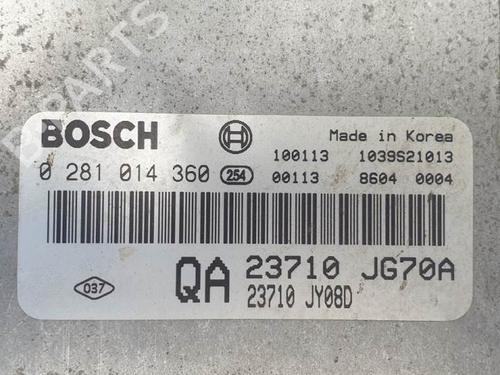 B PARTS
BOSCH
Made in Korea
100113 1039S21013
0 281 014 360 254
00113 8604 0004
037
QA 23710 JG70A
23710 JY08D